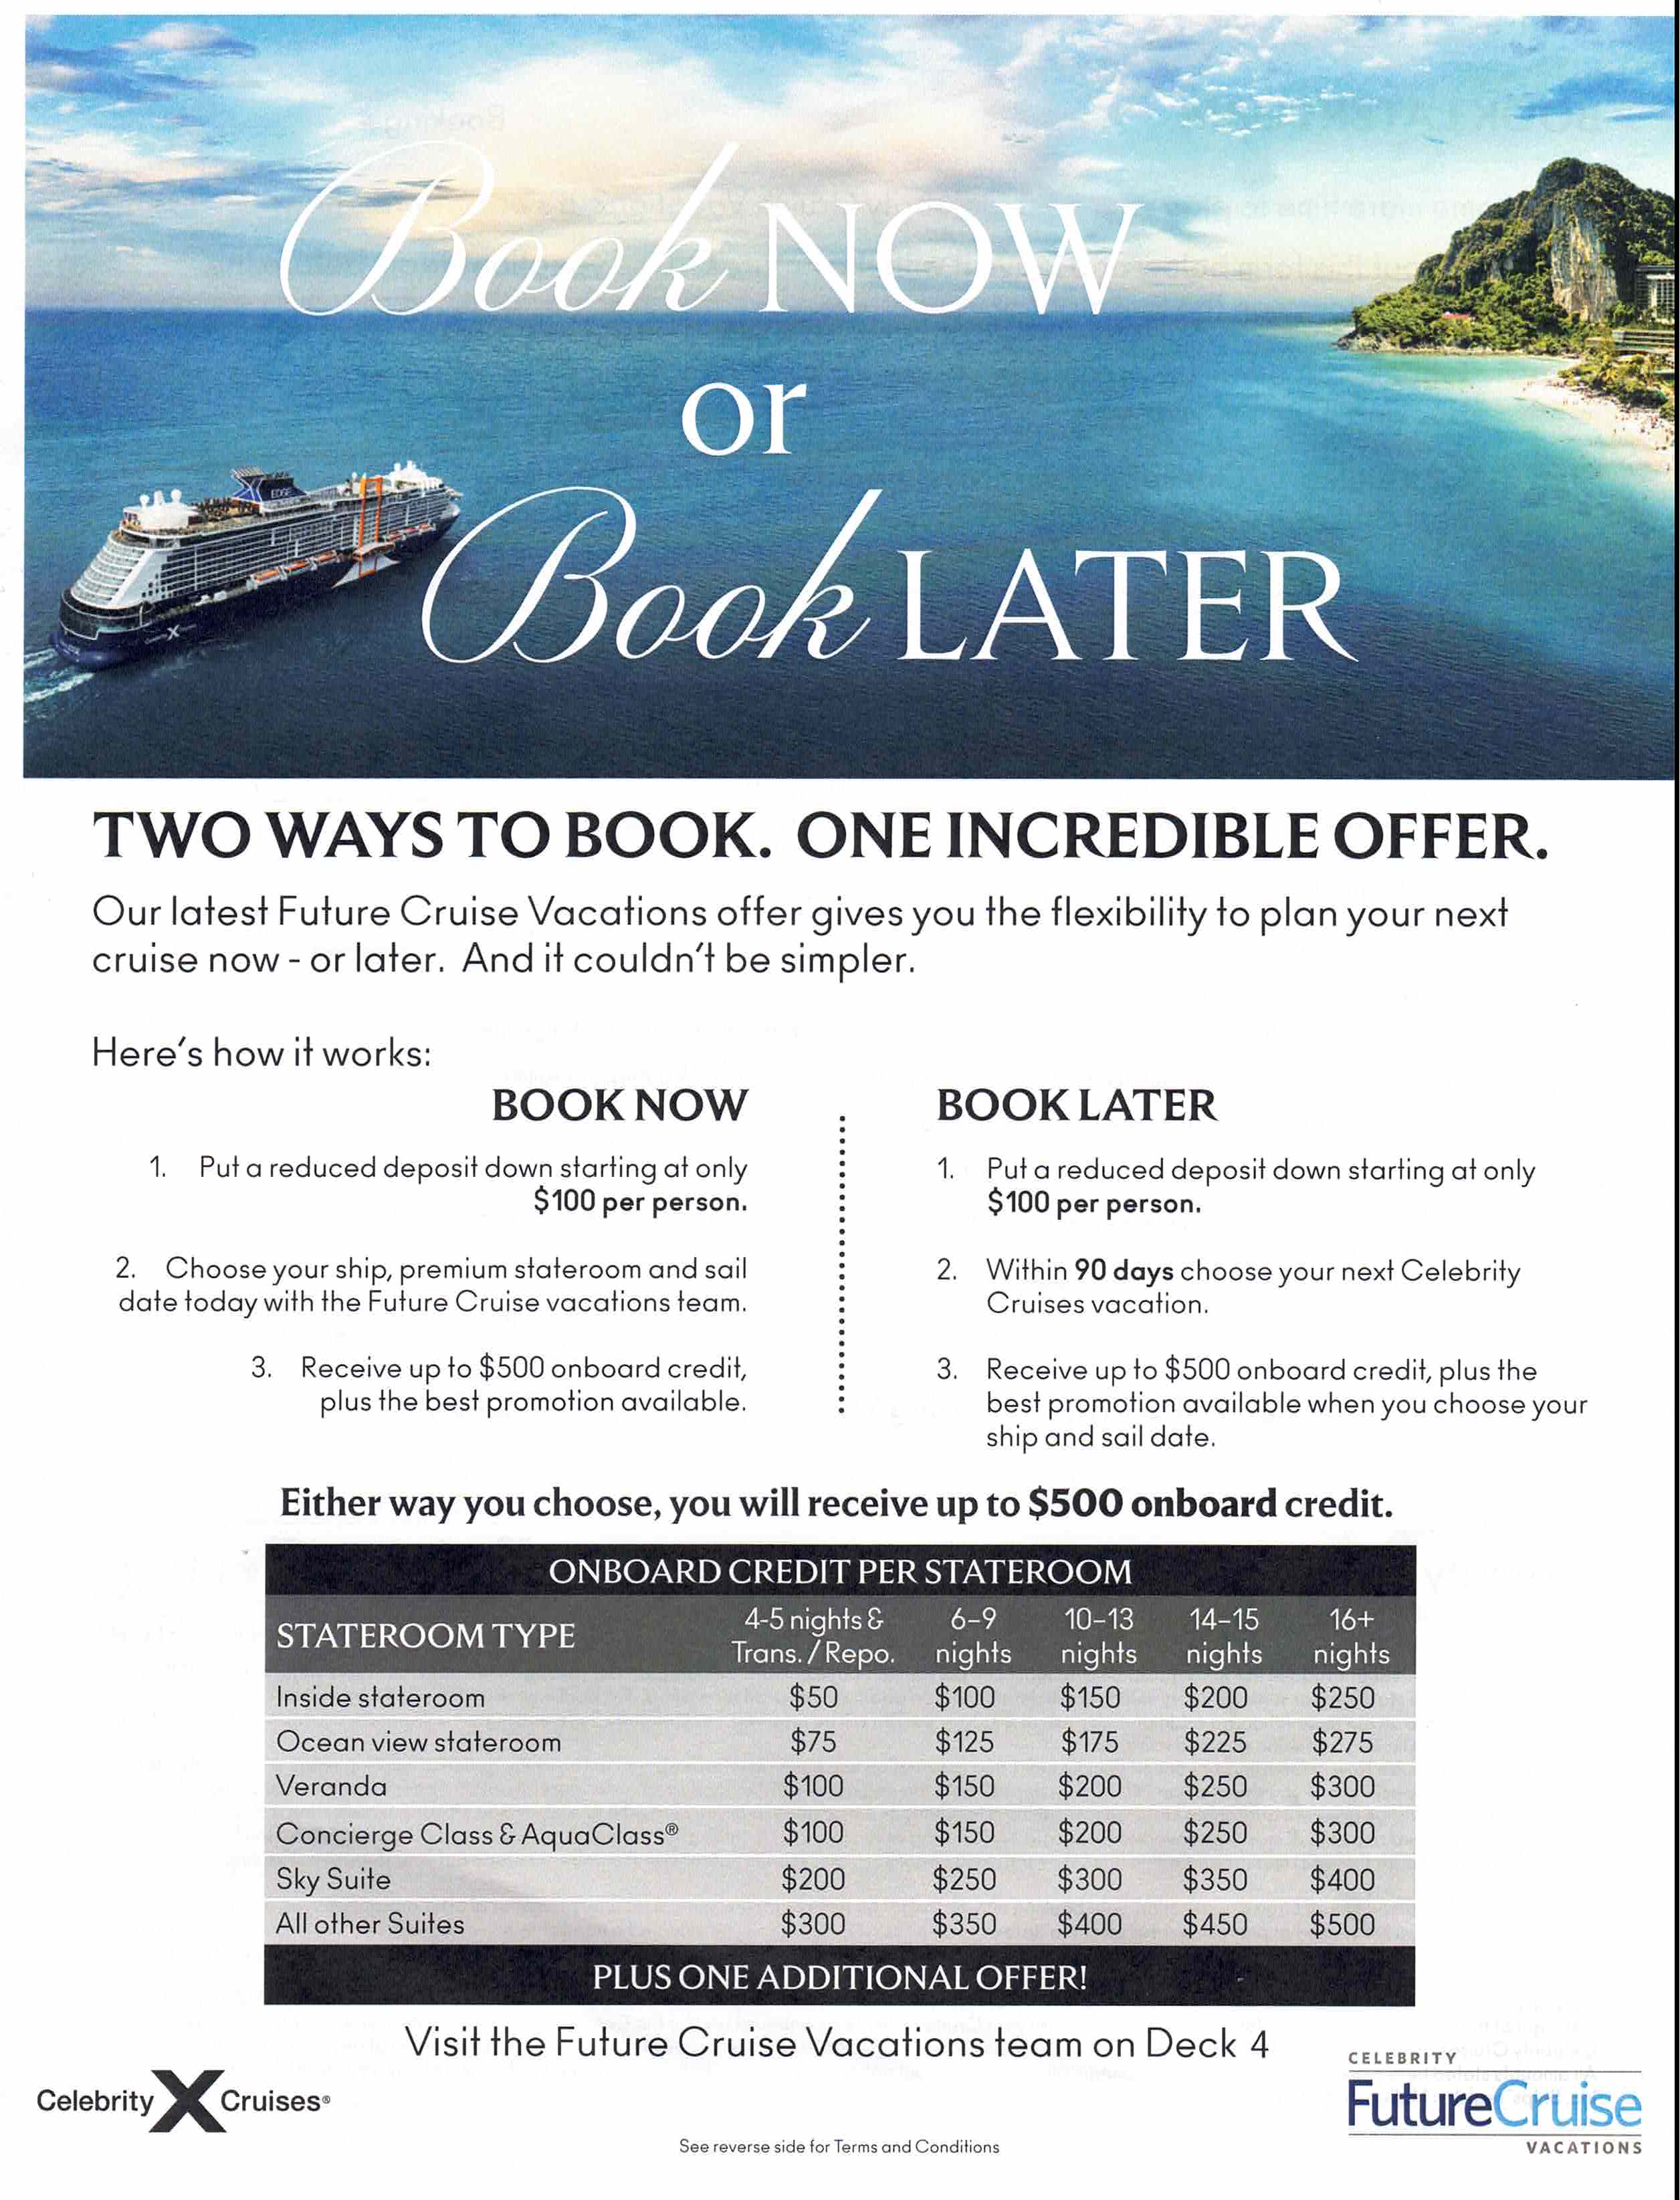 Book NOW
or
Book LATER
EDGE
Celebrity X Cruises
TWO WAYS TO BOOK. ONE INCREDIBLE OFFER.
Our latest Future Cruise Vacations offer gives you the flexibility to plan your next
cruise now - or later. And it couldn't be simpler.
Here's how it works:
BOOK NOW
1. Put a reduced deposit down starting at only
$100 per person.
2. Choose your ship, premium stateroom and sail
date today with the Future Cruise vacations team.
3. Receive up to $500 onboard credit,
plus the best promotion available.
BOOK LATER
1. Put a reduced deposit down starting at only
$100 per person.
2. Within 90 days choose your next Celebrity
Cruises vacation.
3. Receive up to $500 onboard credit, plus the
best promotion available when you choose your
ship and sail date.
Either way you choose, you will receive up to $500 onboard credit.
ONBOARD CREDIT PER STATEROOM
STATEROOM TYPE 4-5 nights & Trans./Repo. 6–9 nights 10–13 nights 14–15 nights 16+ nights
Inside stateroom $50 $100 $150 $200 $250
Ocean view stateroom $75 $125 $175 $225 $275
Veranda $100 $150 $200 $250 $300
Concierge Class & AquaClass® $100 $150 $200 $250 $300
Sky Suite $200 $250 $300 $350 $400
All other Suites $300 $350 $400 $450 $500
PLUS ONE ADDITIONAL OFFER!
Visit the Future Cruise Vacations team on Deck 4
Celebrity X Cruises®
CELEBRITY
FutureCruise
VACATIONS
See reverse side for Terms and Conditions